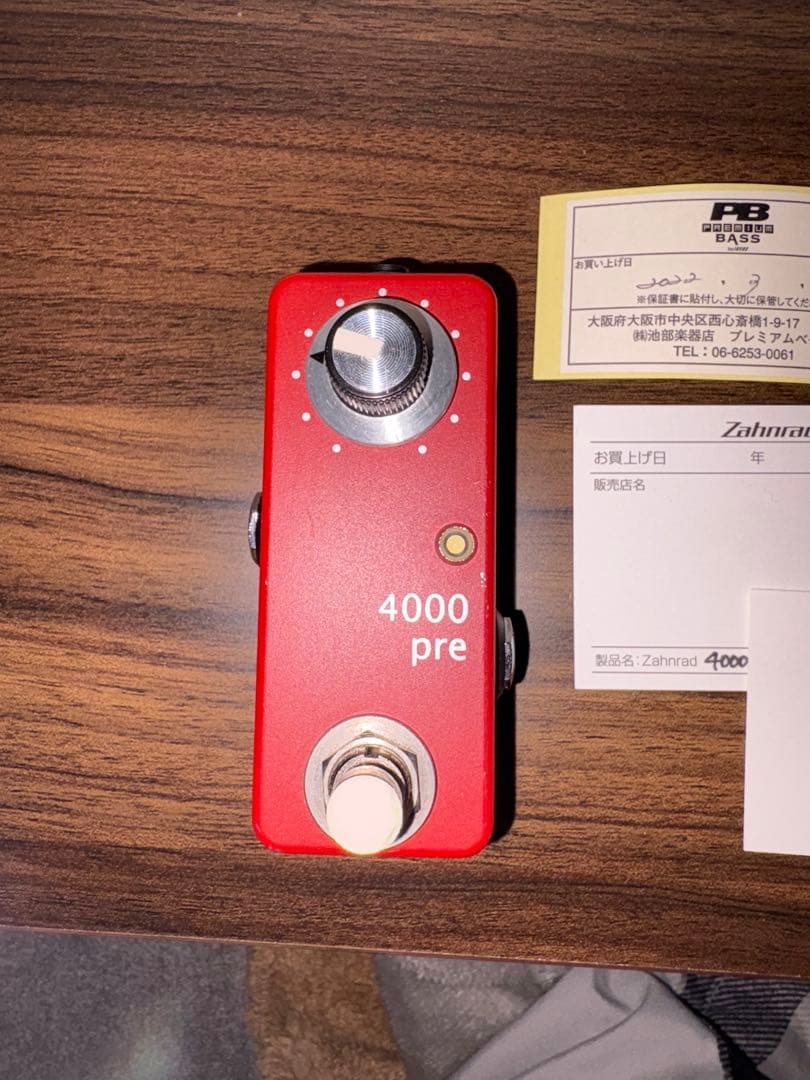 PB
PREMIUM
BASS
お買い上げ日
2022 . 3 .
※保証書に貼付し、大切に保管してくだ
大阪府大阪市中央区西心斎橋1-9-17
㈱池部楽器店 プレミアムベ
TEL：06-6253-0061
Zahnrad
お買上げ日 年
販売店名
製品名：Zahnrad 4000
4000
pre